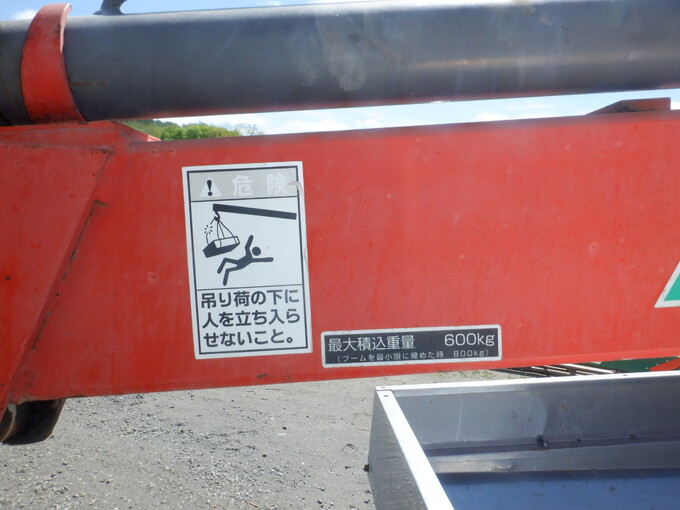 危険
吊り荷の下に
人を立ち入ら
せないこと。
最大積込重量 600kg
(ブームを最小限に縮めた時 800kg)